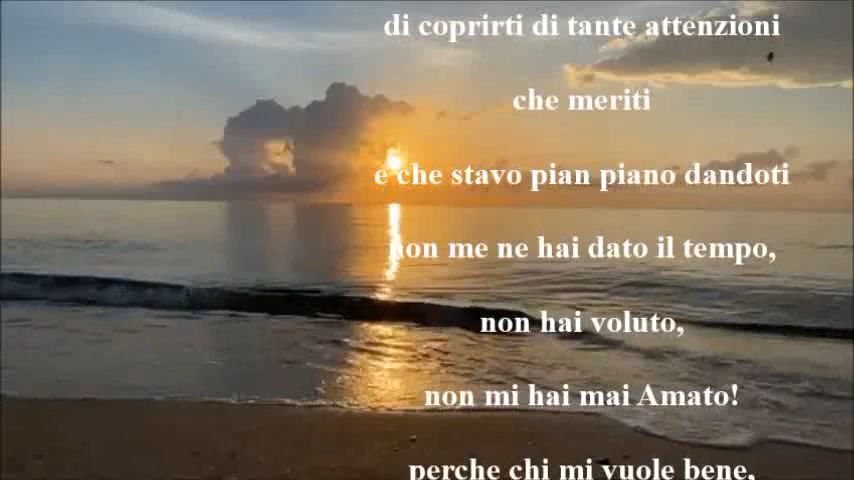 di coprirti di tante attenzioni
che meriti
e che stavo pian piano dandoti
non me ne hai dato il tempo,
non hai voluto,
non mi hai mai Amato!
perche chi mi vuole bene,